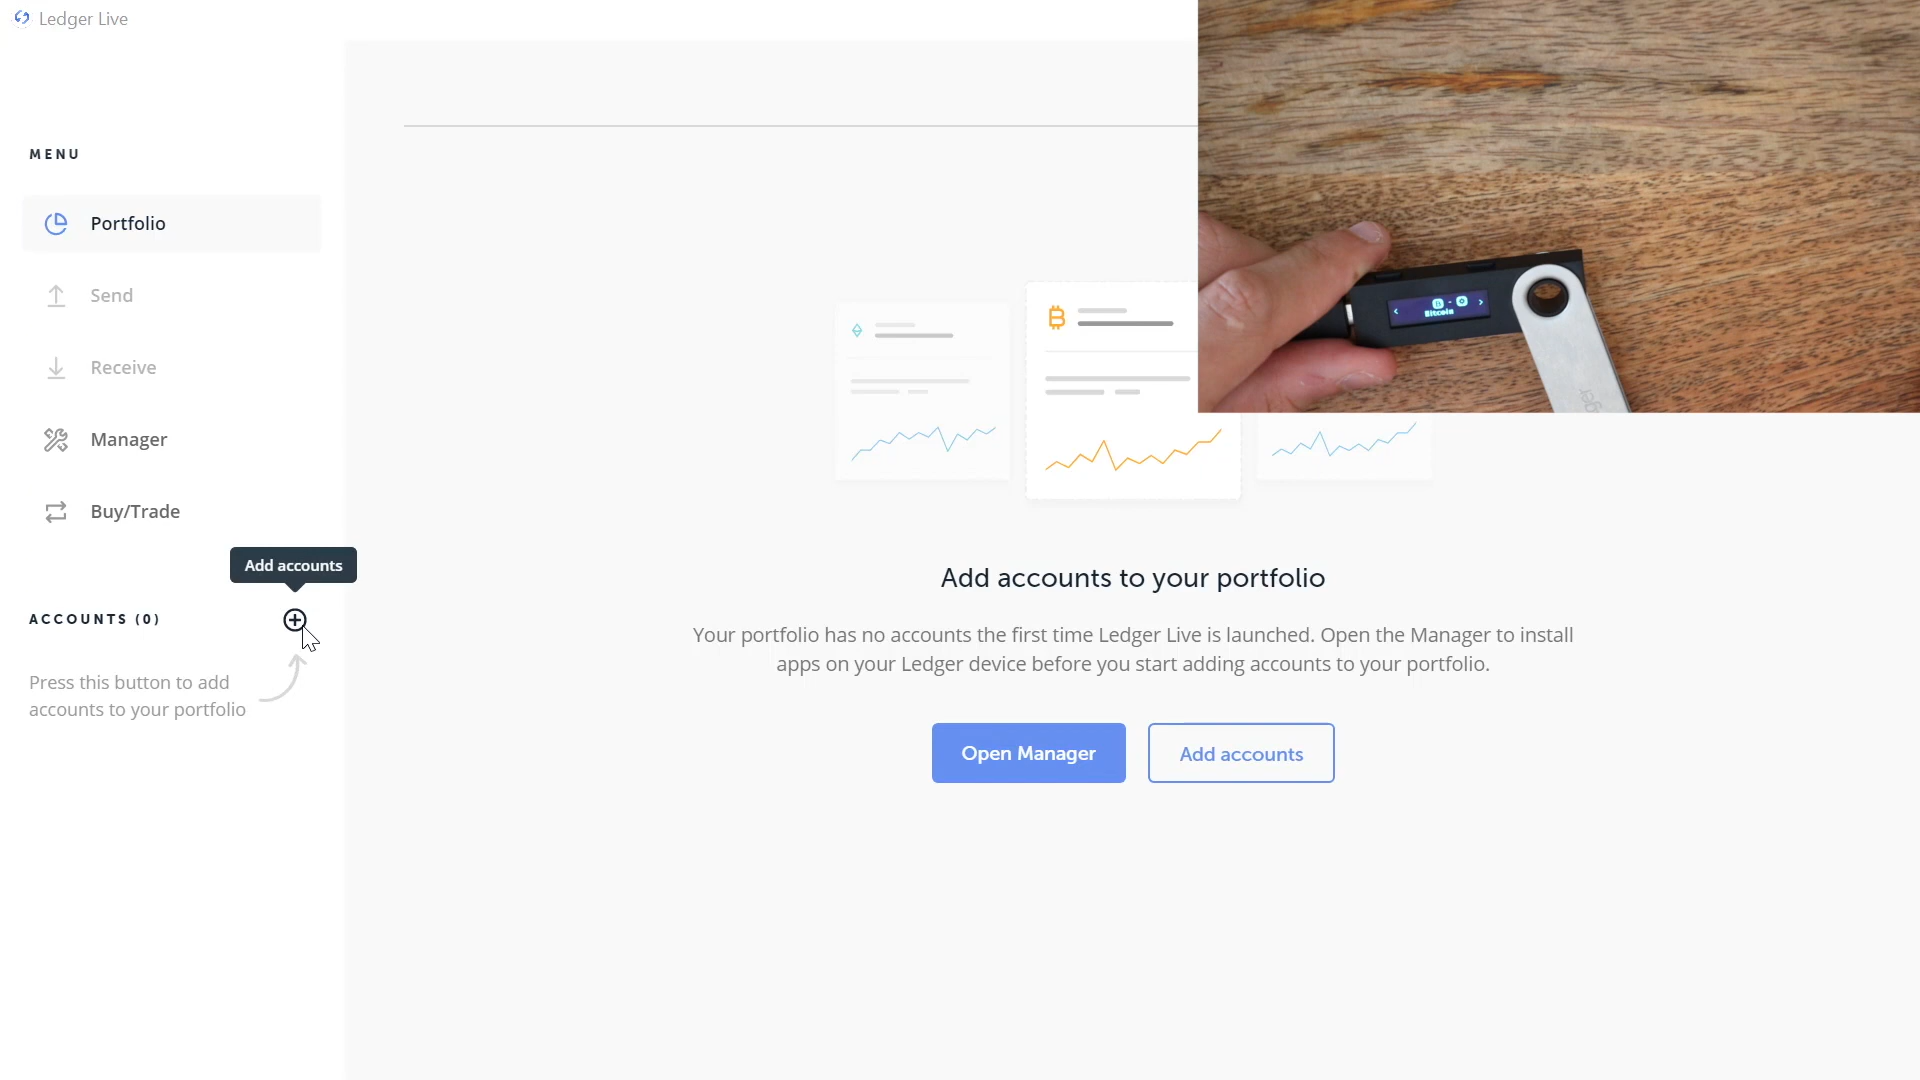 Ledger Live
MENU
Portfolio
Send
Receive
Manager
Buy/Trade
Add accounts
ACCOUNTS (0)
Press this button to add
accounts to your portfolio
Bitcoin
Add accounts to your portfolio
Your portfolio has no accounts the first time Ledger Live is launched. Open the Manager to install
apps on your Ledger device before you start adding accounts to your portfolio.
Open Manager
Add accounts